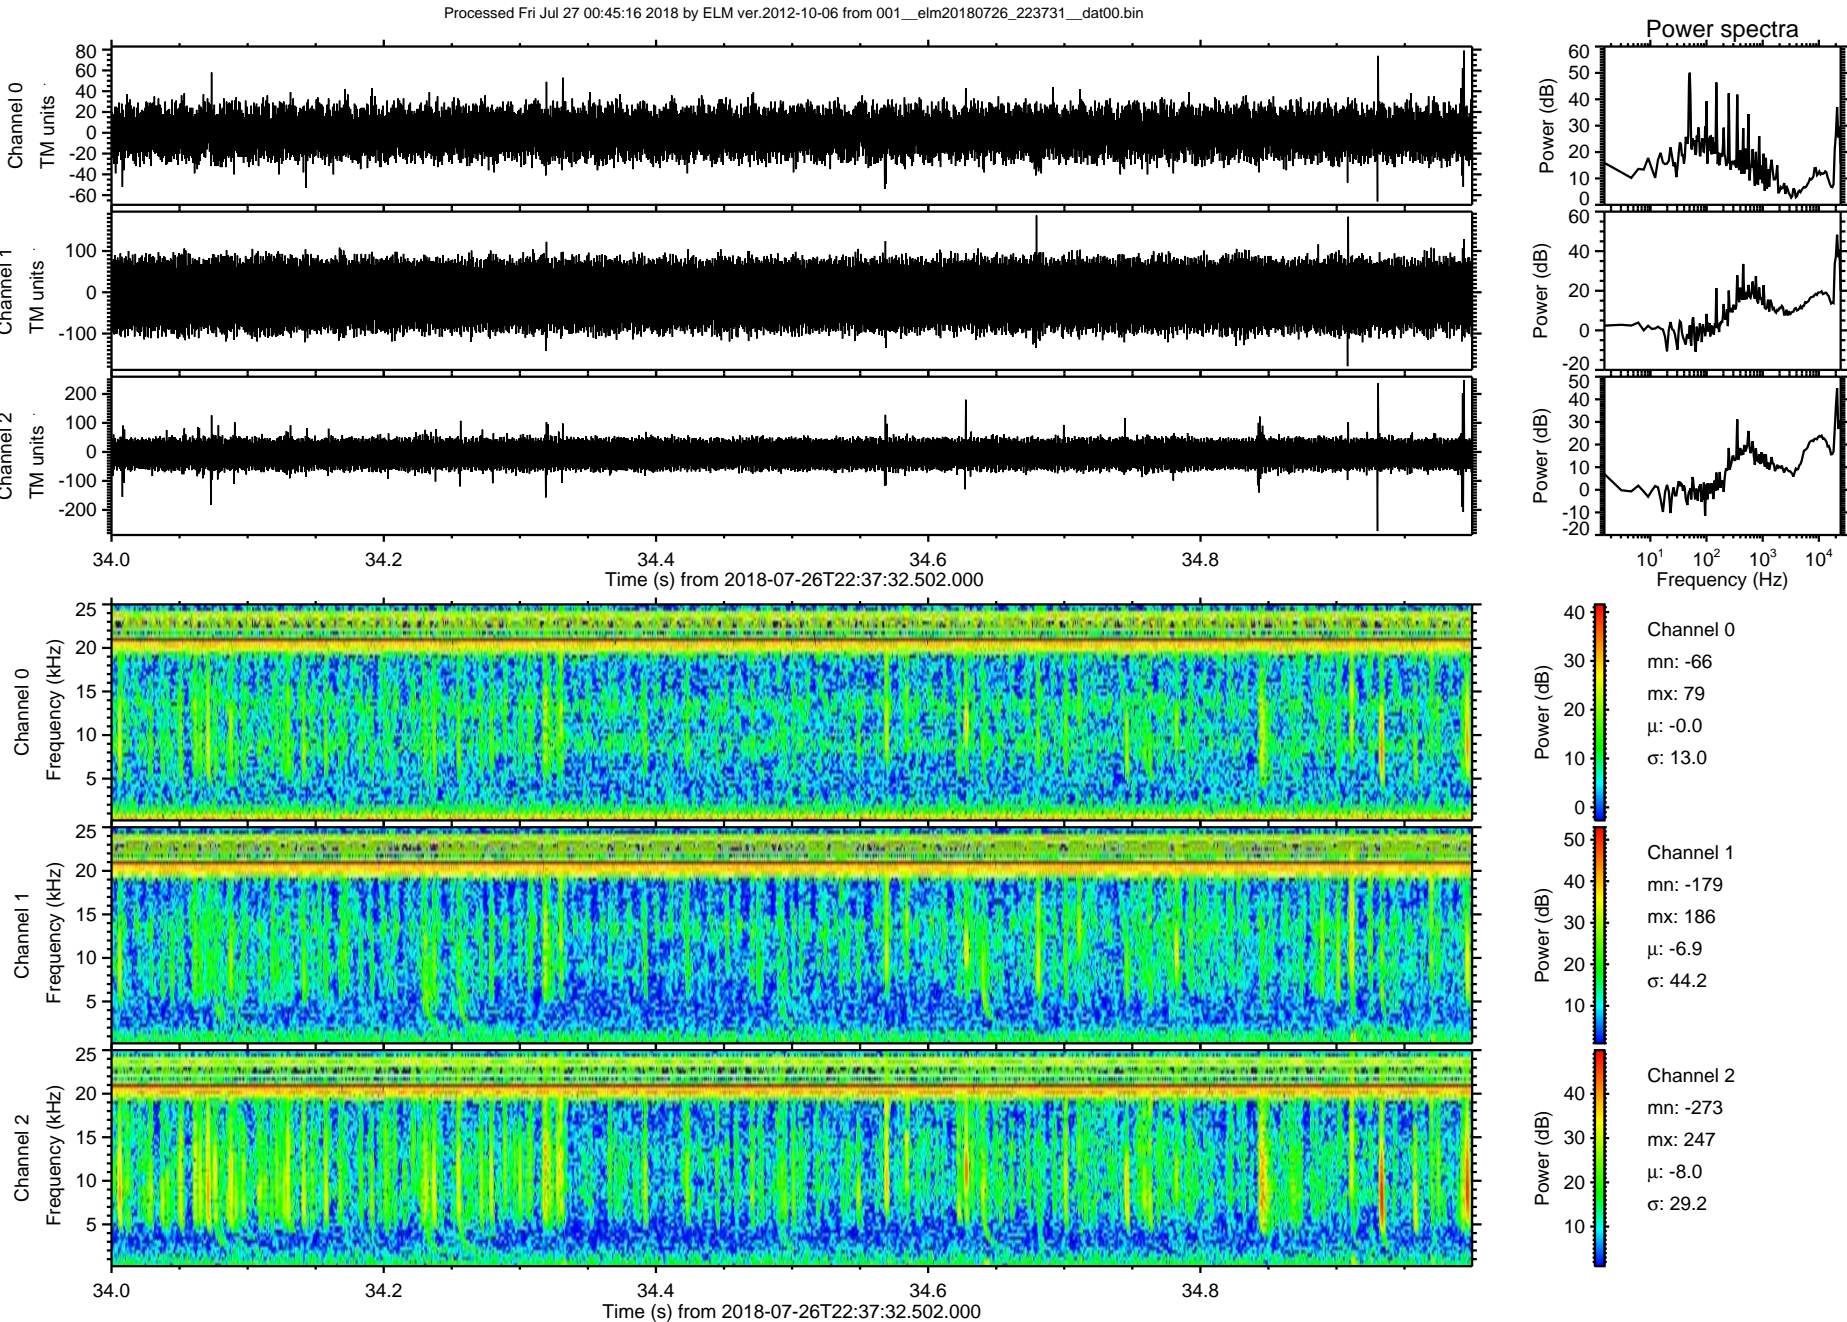 Processed Fri Jul 27 00:45:16 2018 by ELM ver.2012-10-06 from 001__elm20180726_223731__dat00.bin
Power spectra
Channel 0
TM units
80
60
40
20
0
-20
-40
-60
Power (dB)
60
50
40
30
20
10
0
Channel 1
TM units
100
0
-100
Power (dB)
60
40
20
0
-20
Channel 2
TM units
200
100
0
-100
-200
Power (dB)
50
40
30
20
10
0
-10
-20
34.0 34.2 34.4 34.6 34.8
Time (s) from 2018-07-26T22:37:32.502.000
10^1 10^2 10^3 10^4
Frequency (Hz)
Channel 0
Frequency (kHz)
25
20
15
10
5
Power (dB)
40
30
20
10
0
Channel 0
mn: -66
mx: 79
μ: -0.0
σ: 13.0
Channel 1
Frequency (kHz)
25
20
15
10
5
Power (dB)
50
40
30
20
10
Channel 1
mn: -179
mx: 186
μ: -6.9
σ: 44.2
Channel 2
Frequency (kHz)
25
20
15
10
5
Power (dB)
40
30
20
10
Channel 2
mn: -273
mx: 247
μ: -8.0
σ: 29.2
34.0 34.2 34.4 34.6 34.8
Time (s) from 2018-07-26T22:37:32.502.000